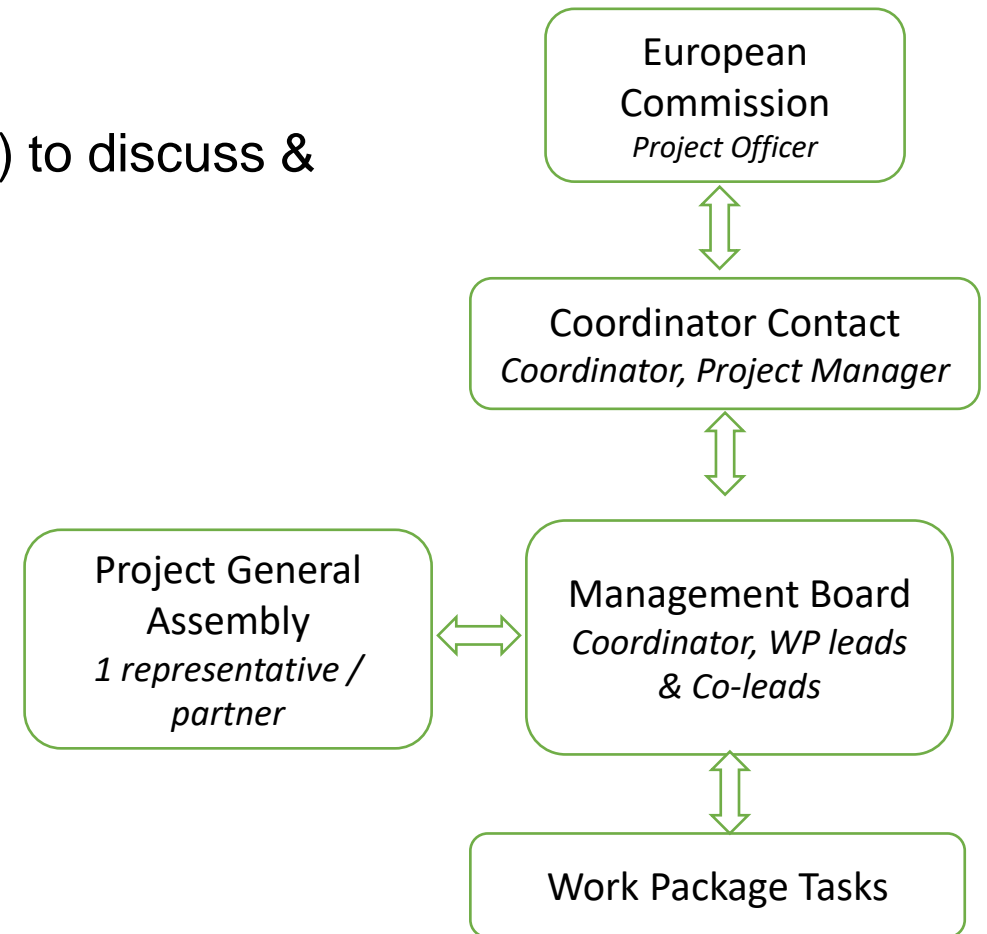 European
Commission
Project Officer
) to discuss &
Coordinator Contact
Coordinator, Project Manager
Project General
Assembly
1 representative /
partner
Management Board
Coordinator, WP leads
& Co-leads
Work Package Tasks